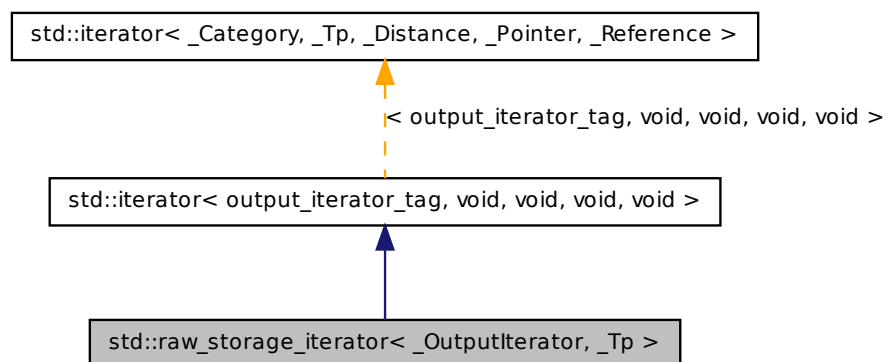 std::iterator< _Category, _Tp, _Distance, _Pointer, _Reference >
< output_iterator_tag, void, void, void, void >
std::iterator< output_iterator_tag, void, void, void, void >
std::raw_storage_iterator< _OutputIterator, _Tp >